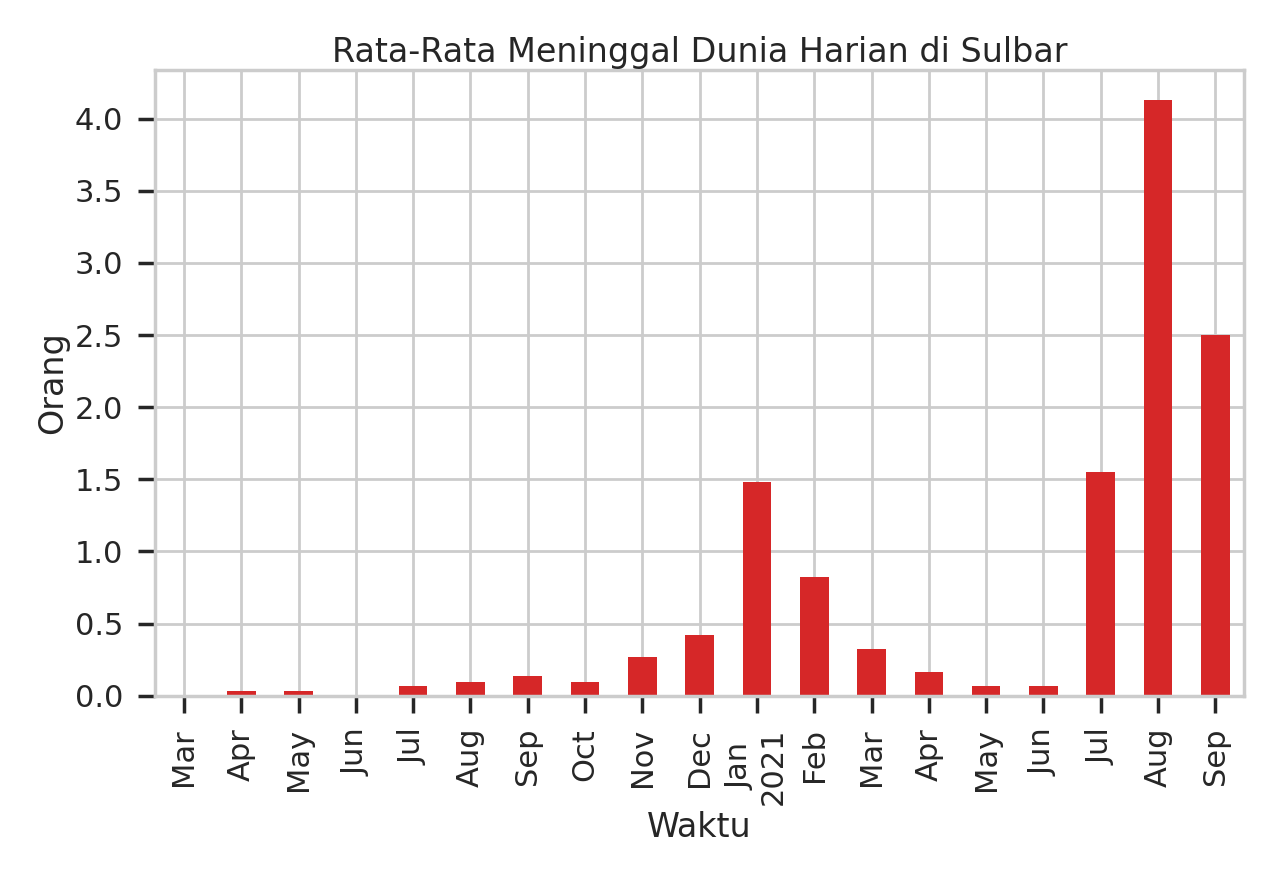 Rata-Rata Meninggal Dunia Harian di Sulbar
Orang
4.0
3.5
3.0
2.5
2.0
1.5
1.0
0.5
0.0
Mar
Apr
May
Jun
Jul
Aug
Sep
Oct
Nov
Dec
Jan
2021
Feb
Mar
Apr
May
Jun
Jul
Aug
Sep
Waktu